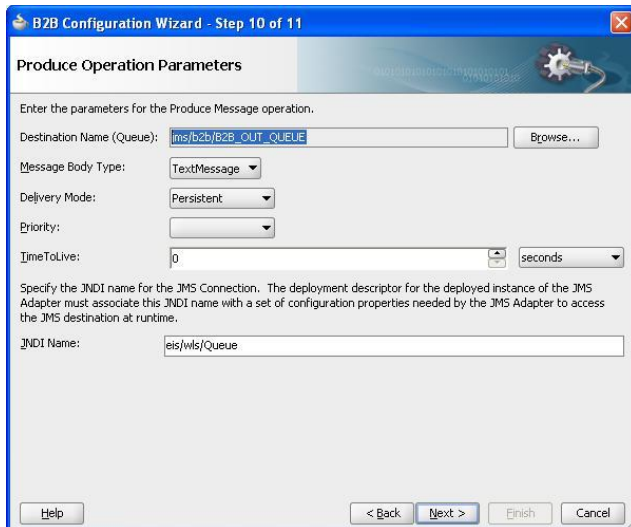 B2B Configuration Wizard - Step 10 of 11
Produce Operation Parameters
Enter the parameters for the Produce Message operation.
Destination Name (Queue): jms/b2b/B2B_OUT_QUEUE Browse...
Message Body Type: TextMessage
Delivery Mode: Persistent
Priority:
TimeToLive: 0 seconds
Specify the JNDI name for the JMS Connection. The deployment descriptor for the deployed instance of the JMS
Adapter must associate this JNDI name with a set of configuration properties needed by the JMS Adapter to access
the JMS destination at runtime.
JNDI Name: eis/wls/Queue
Help < Back Next > Finish Cancel